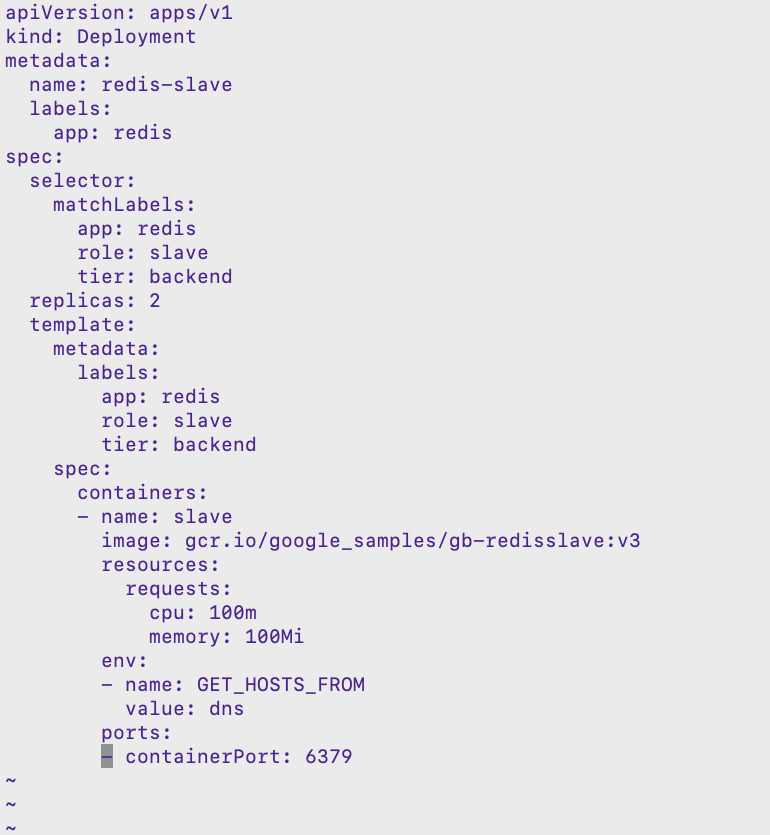 apiVersion: apps/v1
kind: Deployment
metadata:
  name: redis-slave
  labels:
    app: redis
spec:
  selector:
    matchLabels:
      app: redis
      role: slave
      tier: backend
  replicas: 2
  template:
    metadata:
      labels:
        app: redis
        role: slave
        tier: backend
    spec:
      containers:
      - name: slave
        image: gcr.io/google_samples/gb-redisslave:v3
        resources:
          requests:
            cpu: 100m
            memory: 100Mi
        env:
        - name: GET_HOSTS_FROM
          value: dns
        ports:
        - containerPort: 6379
~
~
~